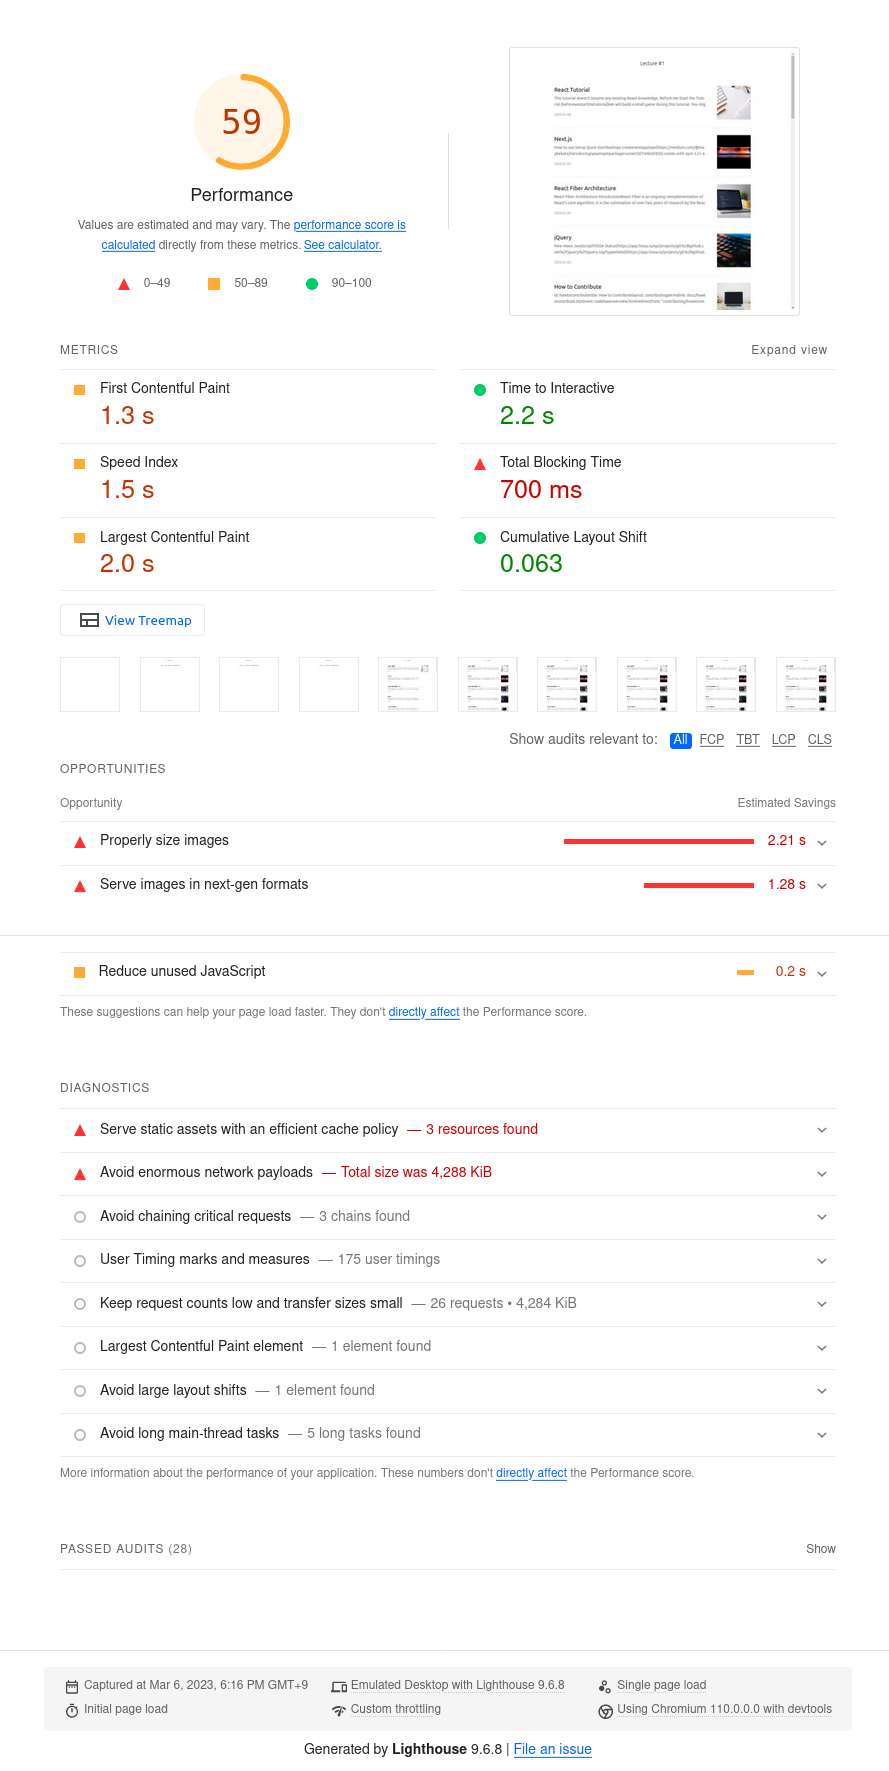 59
Performance
Values are estimated and may vary. The performance score is
calculated directly from these metrics. See calculator.
0–49
50–89
90–100
Lecture #1
React Tutorial
Next.js
React Fiber Architecture
jQuery
How to Contribute
METRICS
Expand view
First Contentful Paint
1.3 s
Time to Interactive
2.2 s
Speed Index
1.5 s
Total Blocking Time
700 ms
Largest Contentful Paint
2.0 s
Cumulative Layout Shift
0.063
View Treemap
Show audits relevant to: All FCP TBT LCP CLS
OPPORTUNITIES
Opportunity
Estimated Savings
Properly size images
2.21 s
Serve images in next-gen formats
1.28 s
Reduce unused JavaScript
0.2 s
These suggestions can help your page load faster. They don't directly affect the Performance score.
DIAGNOSTICS
Serve static assets with an efficient cache policy — 3 resources found
Avoid enormous network payloads — Total size was 4,288 KiB
Avoid chaining critical requests — 3 chains found
User Timing marks and measures — 175 user timings
Keep request counts low and transfer sizes small — 26 requests • 4,284 KiB
Largest Contentful Paint element — 1 element found
Avoid large layout shifts — 1 element found
Avoid long main-thread tasks — 5 long tasks found
More information about the performance of your application. These numbers don't directly affect the Performance score.
PASSED AUDITS (28)
Show
Captured at Mar 6, 2023, 6:16 PM GMT+9
Emulated Desktop with Lighthouse 9.6.8
Single page load
Initial page load
Custom throttling
Using Chromium 110.0.0.0 with devtools
Generated by Lighthouse 9.6.8 | File an issue